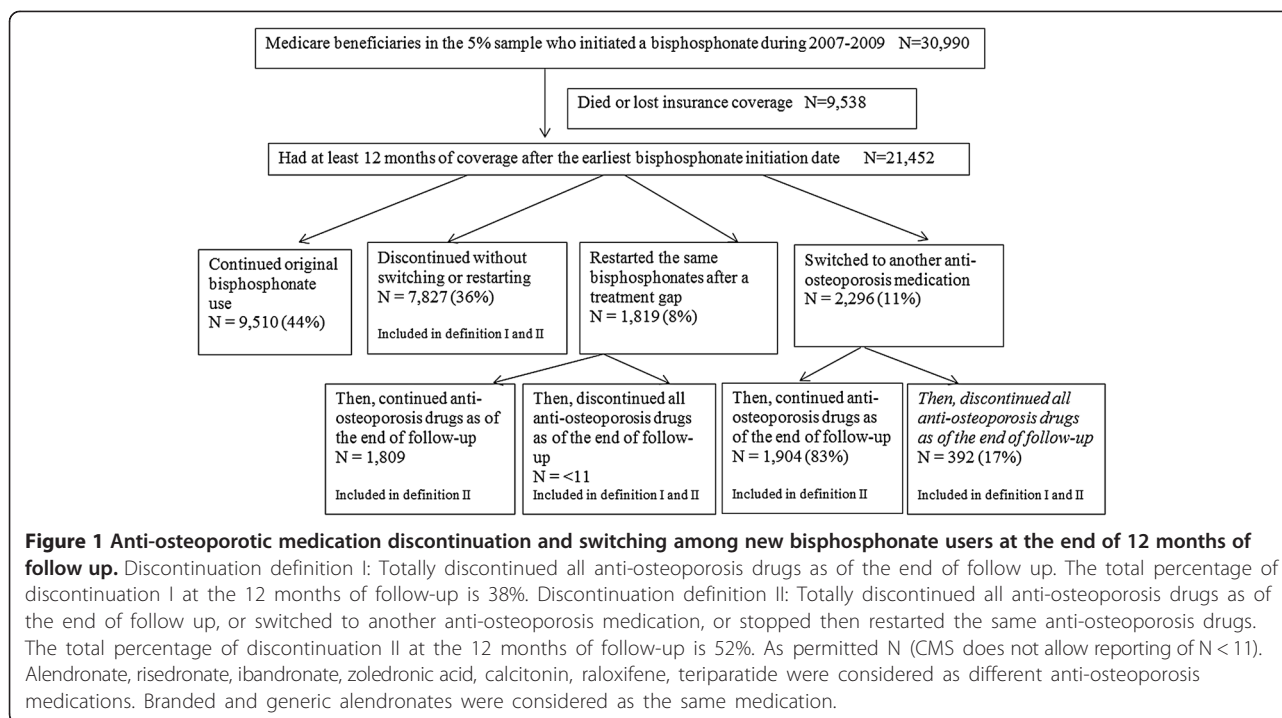 Medicare beneficiaries in the 5% sample who initiated a bisphosphonate during 2007-2009 N=30,990
Died or lost insurance coverage N=9,538
Had at least 12 months of coverage after the earliest bisphosphonate initiation date N=21,452
Continued original
bisphosphonate
use
N = 9,510 (44%)
Discontinued without
switching or restarting
N = 7,827 (36%)
Included in definition I and II
Restarted the same
bisphosphonates after a
treatment gap
N = 1,819 (8%)
Switched to another anti-
osteoporosis medication
N = 2,296 (11%)
Then, continued anti-
osteoporosis drugs as of
the end of follow-up
N = 1,809
Included in definition II
Then, discontinued all
anti-osteoporosis drugs
as of the end of follow-
up
N = <11
Included in definition I and II
Then, continued anti-
osteoporosis drugs as
of the end of follow-up
N = 1,904 (83%)
Included in definition II
Then, discontinued all
anti-osteoporosis drugs
as of the end of follow-up
N = 392 (17%)
Included in definition I and II
Figure 1 Anti-osteoporotic medication discontinuation and switching among new bisphosphonate users at the end of 12 months of
follow up. Discontinuation definition I: Totally discontinued all anti-osteoporosis drugs as of the end of follow up. The total percentage of
discontinuation I at the 12 months of follow-up is 38%. Discontinuation definition II: Totally discontinued all anti-osteoporosis drugs as of
the end of follow up, or switched to another anti-osteoporosis medication, or stopped then restarted the same anti-osteoporosis drugs.
The total percentage of discontinuation II at the 12 months of follow-up is 52%. As permitted N (CMS does not allow reporting of N < 11).
Alendronate, risedronate, ibandronate, zoledronic acid, calcitonin, raloxifene, teriparatide were considered as different anti-osteoporosis
medications. Branded and generic alendronates were considered as the same medication.